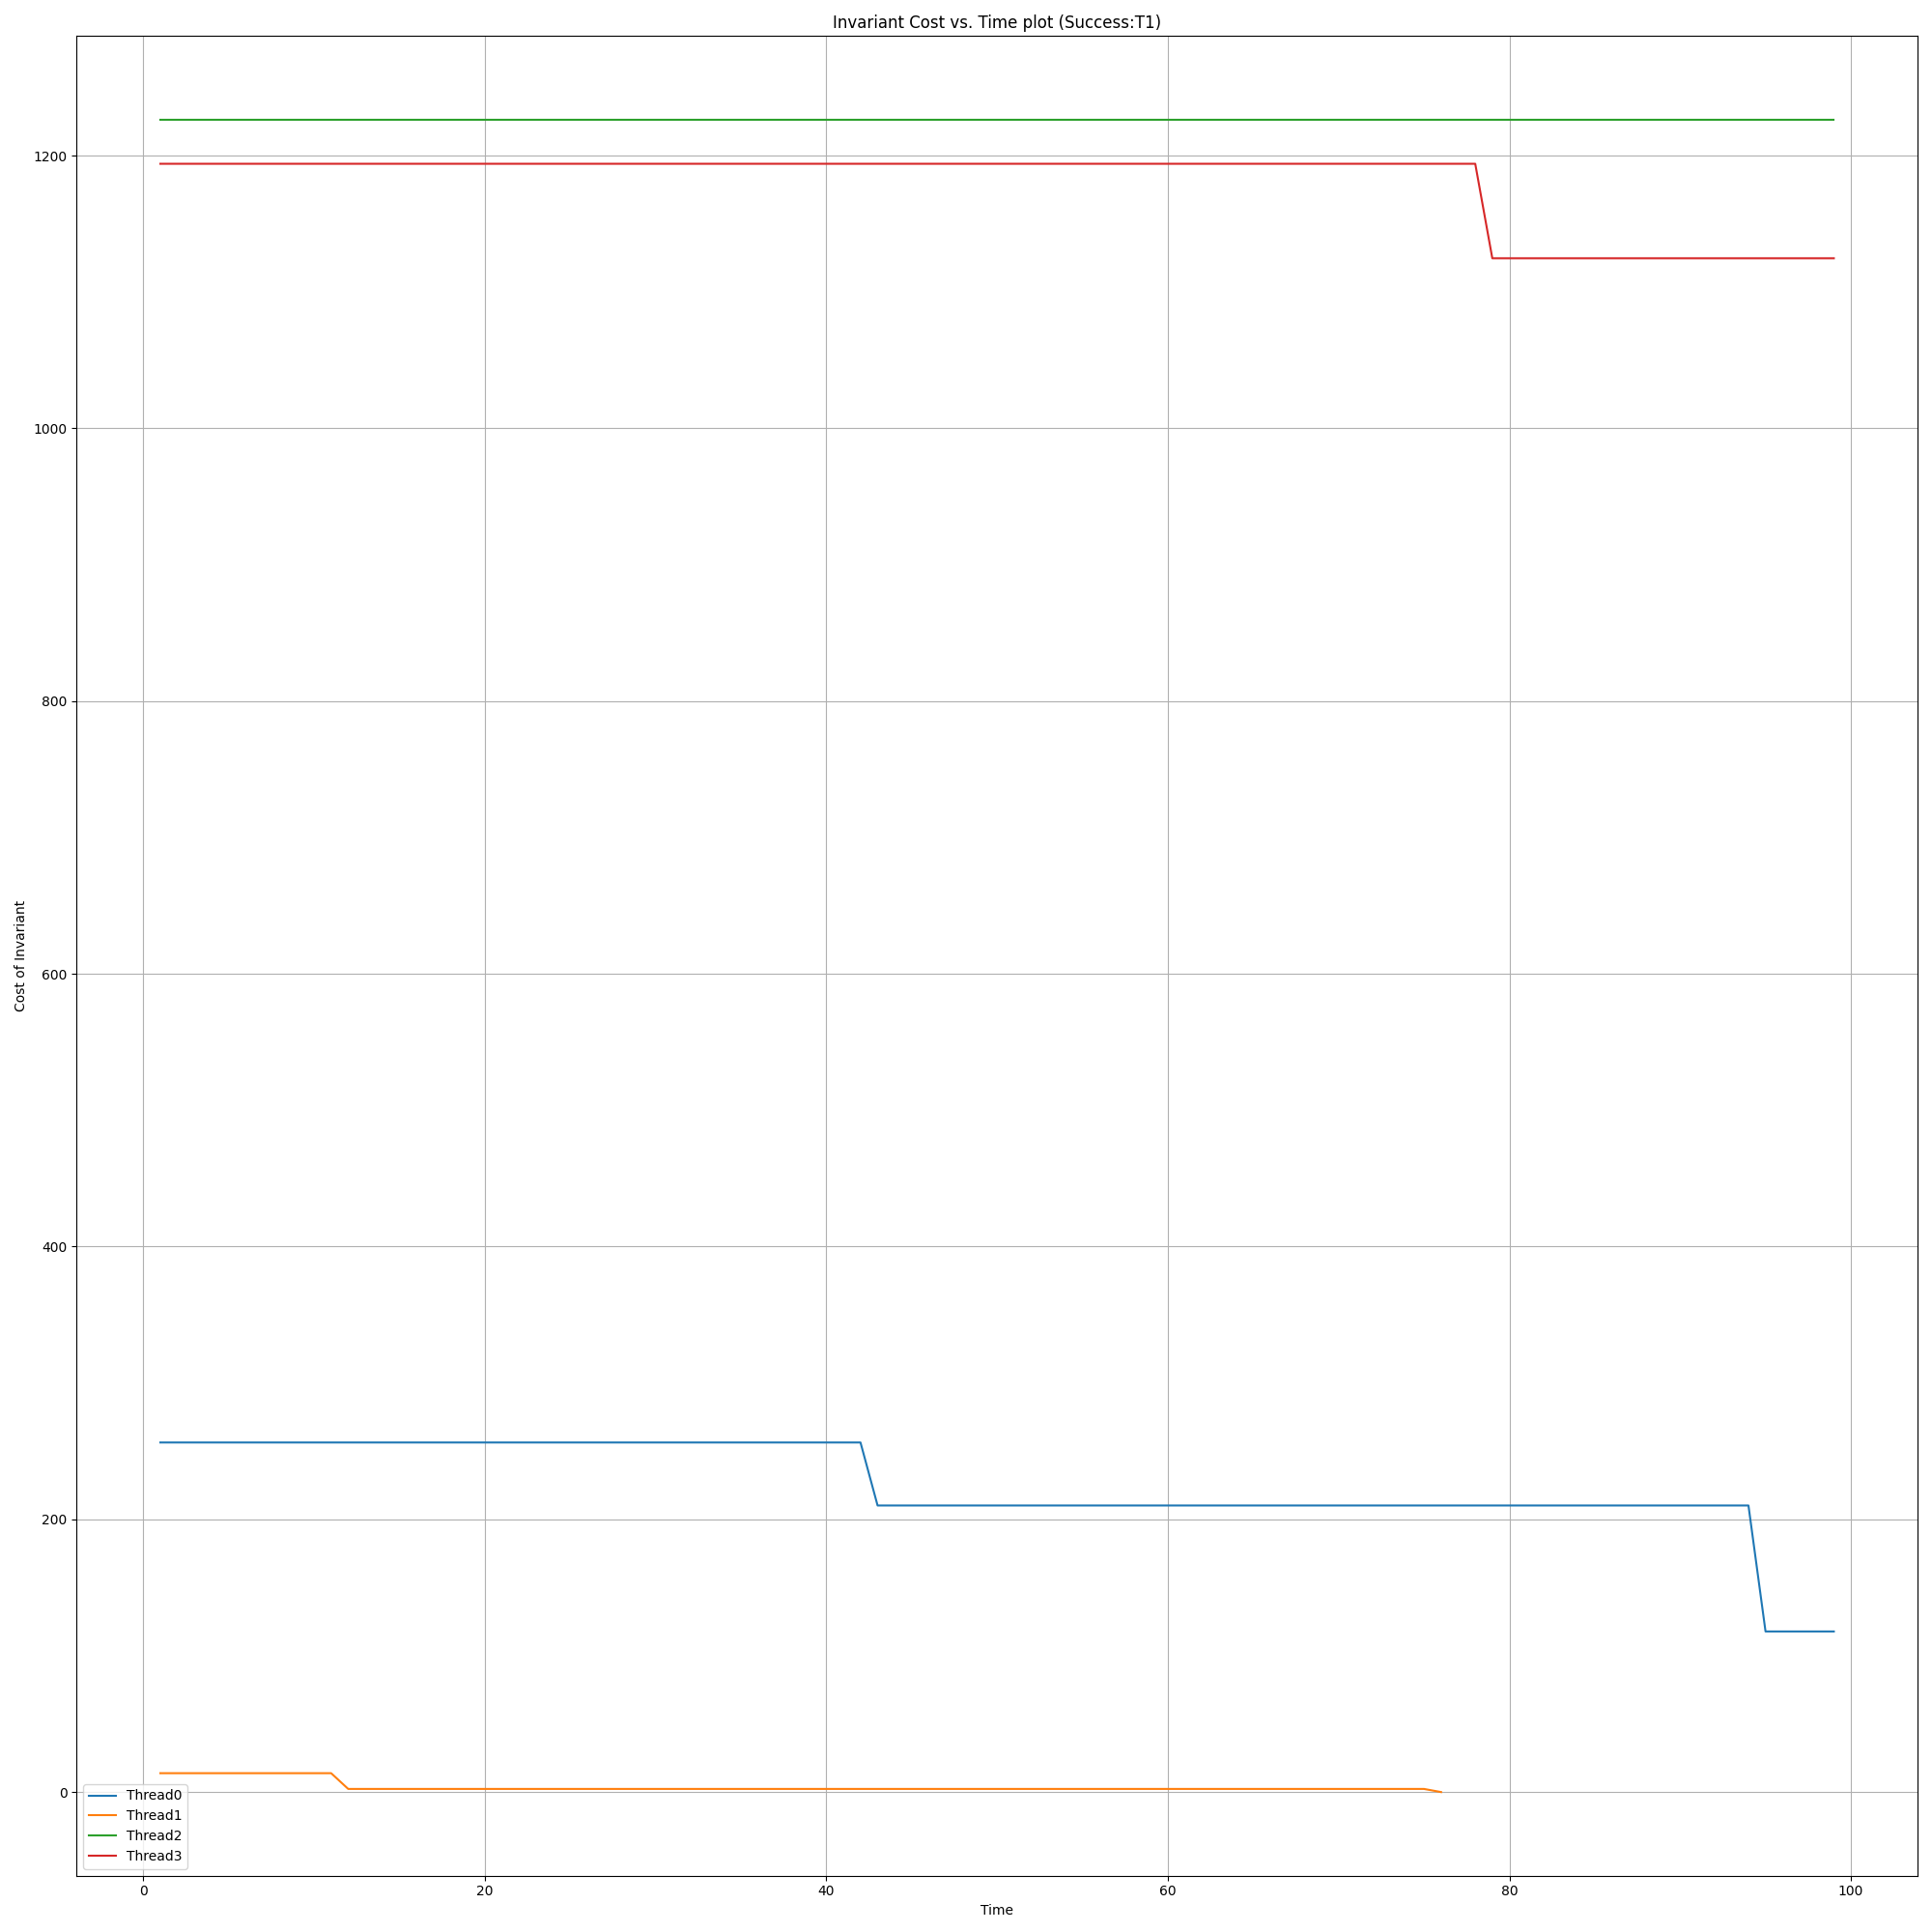 Invariant Cost vs. Time plot (Success:T1)
Cost of Invariant
1200
1000
800
600
400
200
0
Thread0
Thread1
Thread2
Thread3
0 20 40 60 80 100
Time